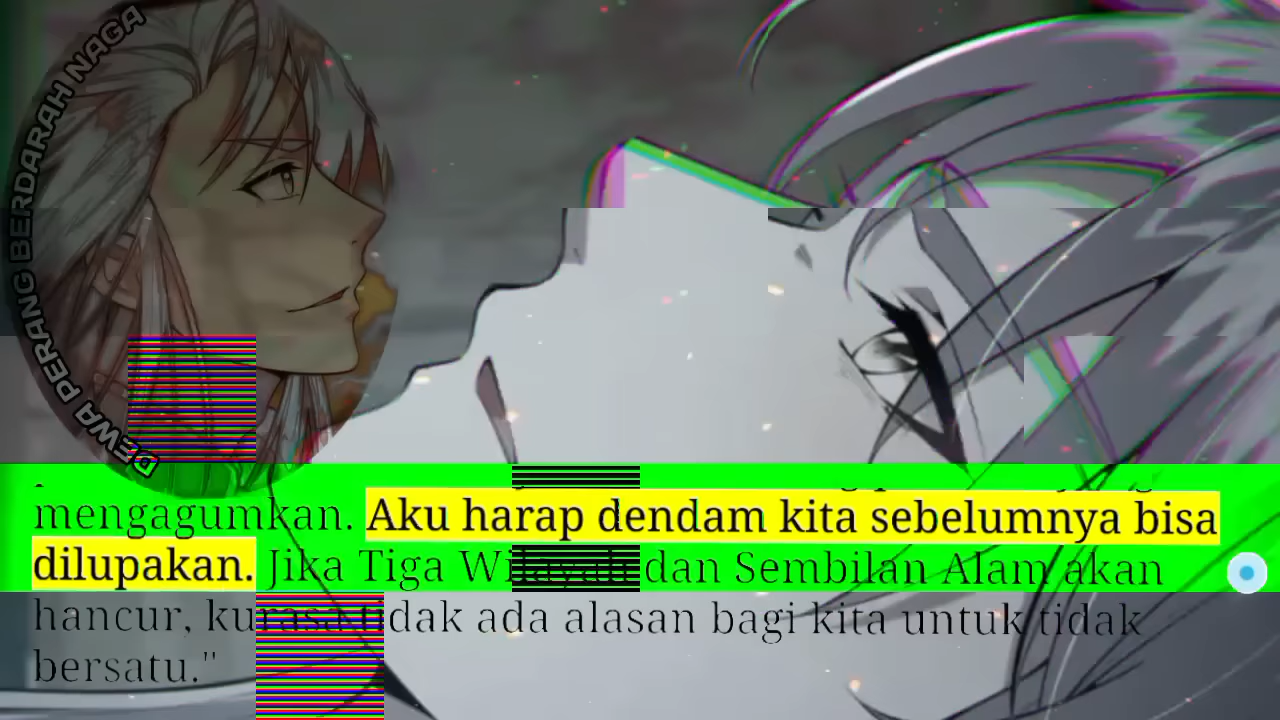 DEWA PERANG BERDARAH NAGA
mengagumkan. Aku harap dendam kita sebelumnya bisa
dilupakan. Jika Tiga Wilayah dan Sembilan Alam akan
hancur, kurasa tidak ada alasan bagi kita untuk tidak
bersatu."